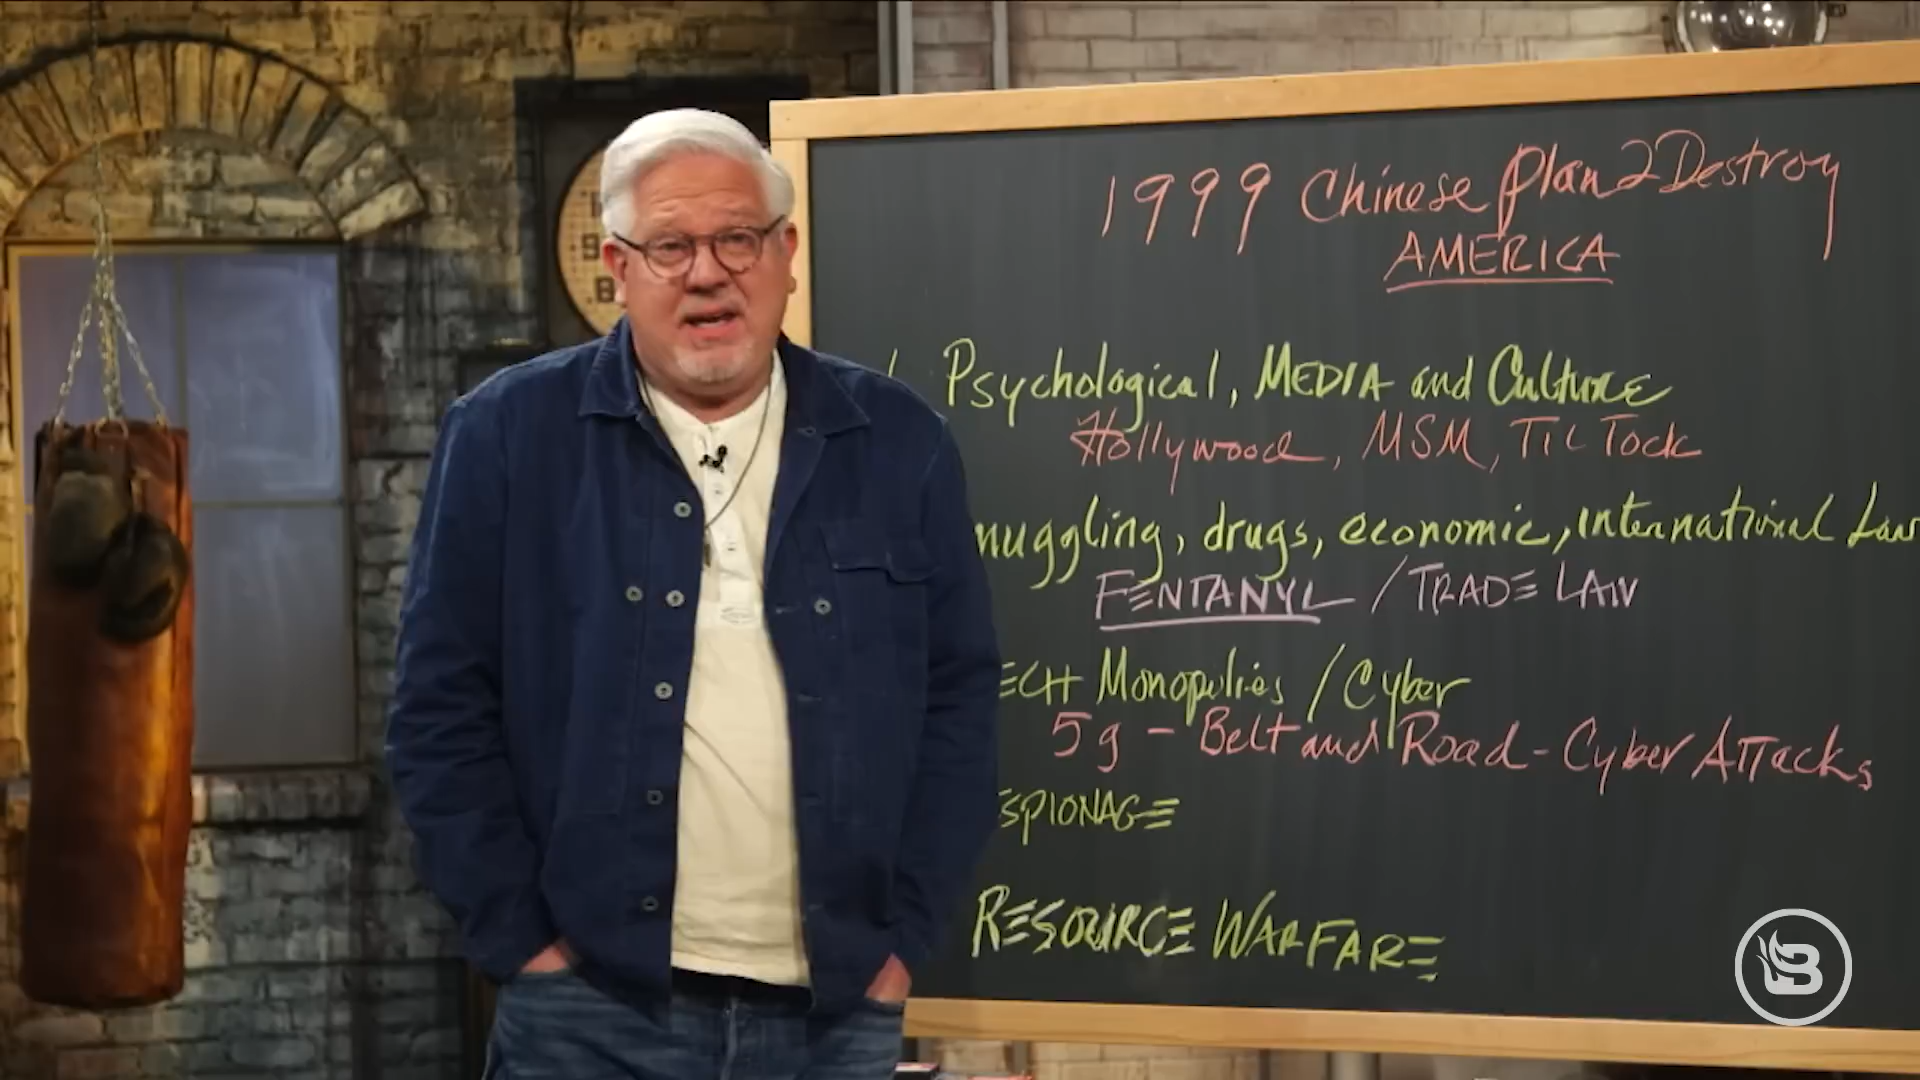 1999 Chinese Plan 2 Destroy
AMERICA
Psychological, MEDIA and Culture
Hollywood, MSM, TIC Tock
muggling, drugs, economic, international Law
FENTANYL / TRADE LAW
ECH Monopolies / Cyber
5g - Belt and Road - Cyber Attacks
SPIONAGE
RESOURCE WARFARE
B